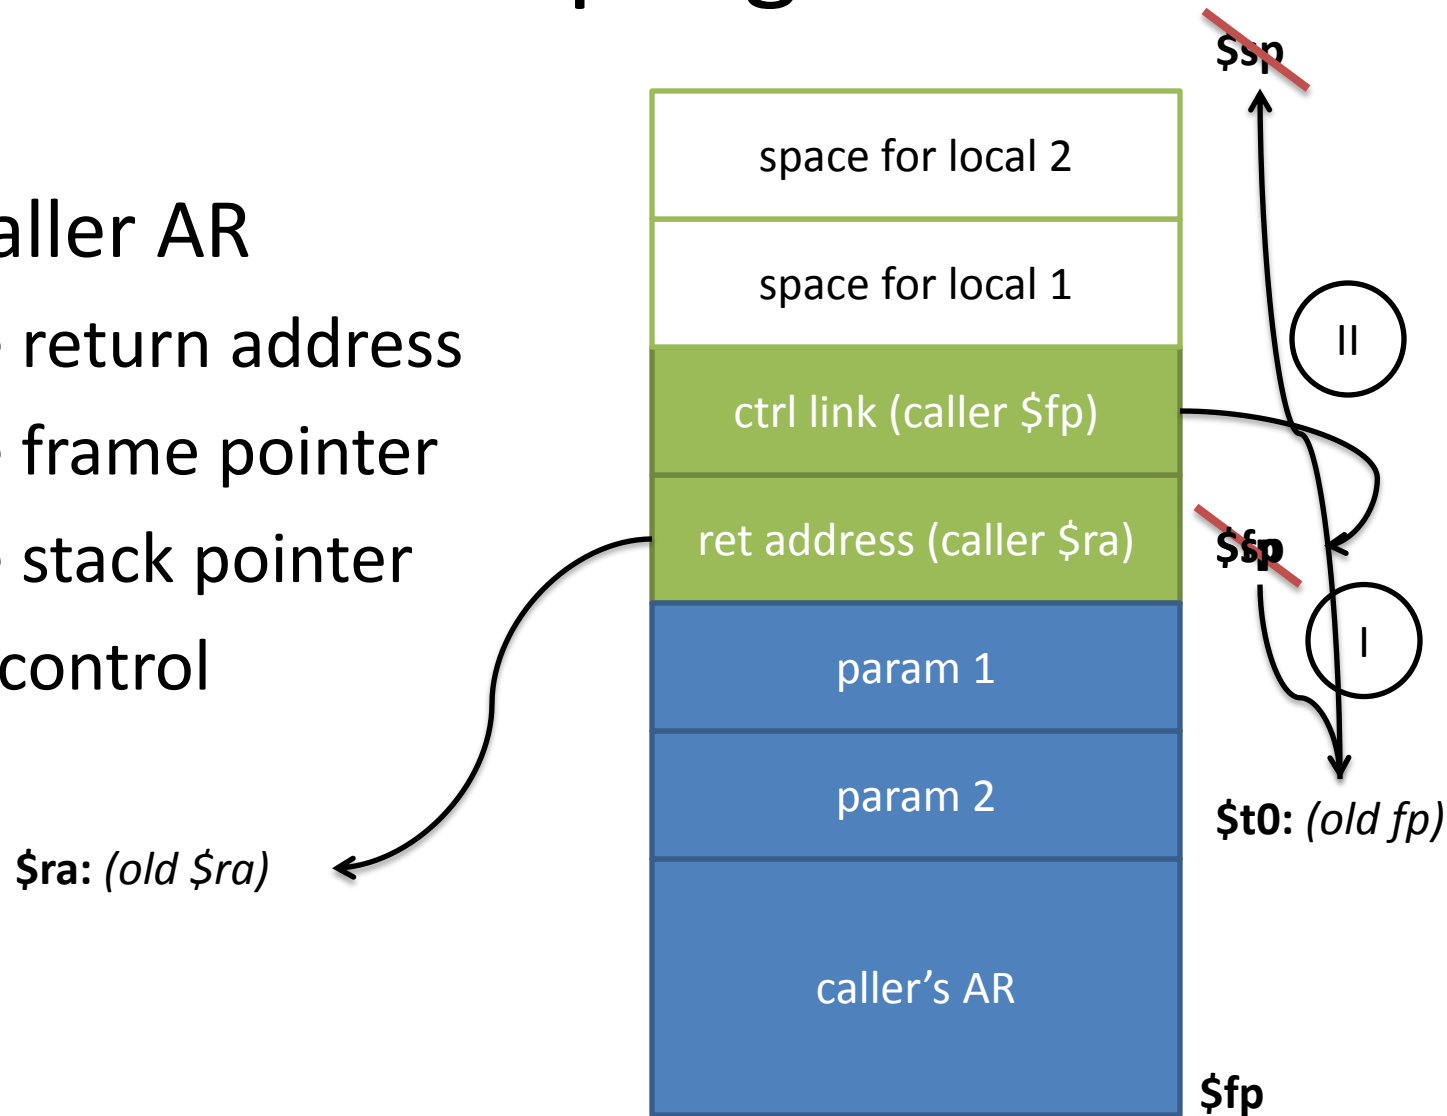 $sp
space for local 2
aller AR
space for local 1
return address
II
ctrl link (caller $fp)
frame pointer
ret address (caller $ra)
stack pointer
I
control
param 1
param 2
$t0: (old fp)
$ra: (old $ra)
caller’s AR
$fp